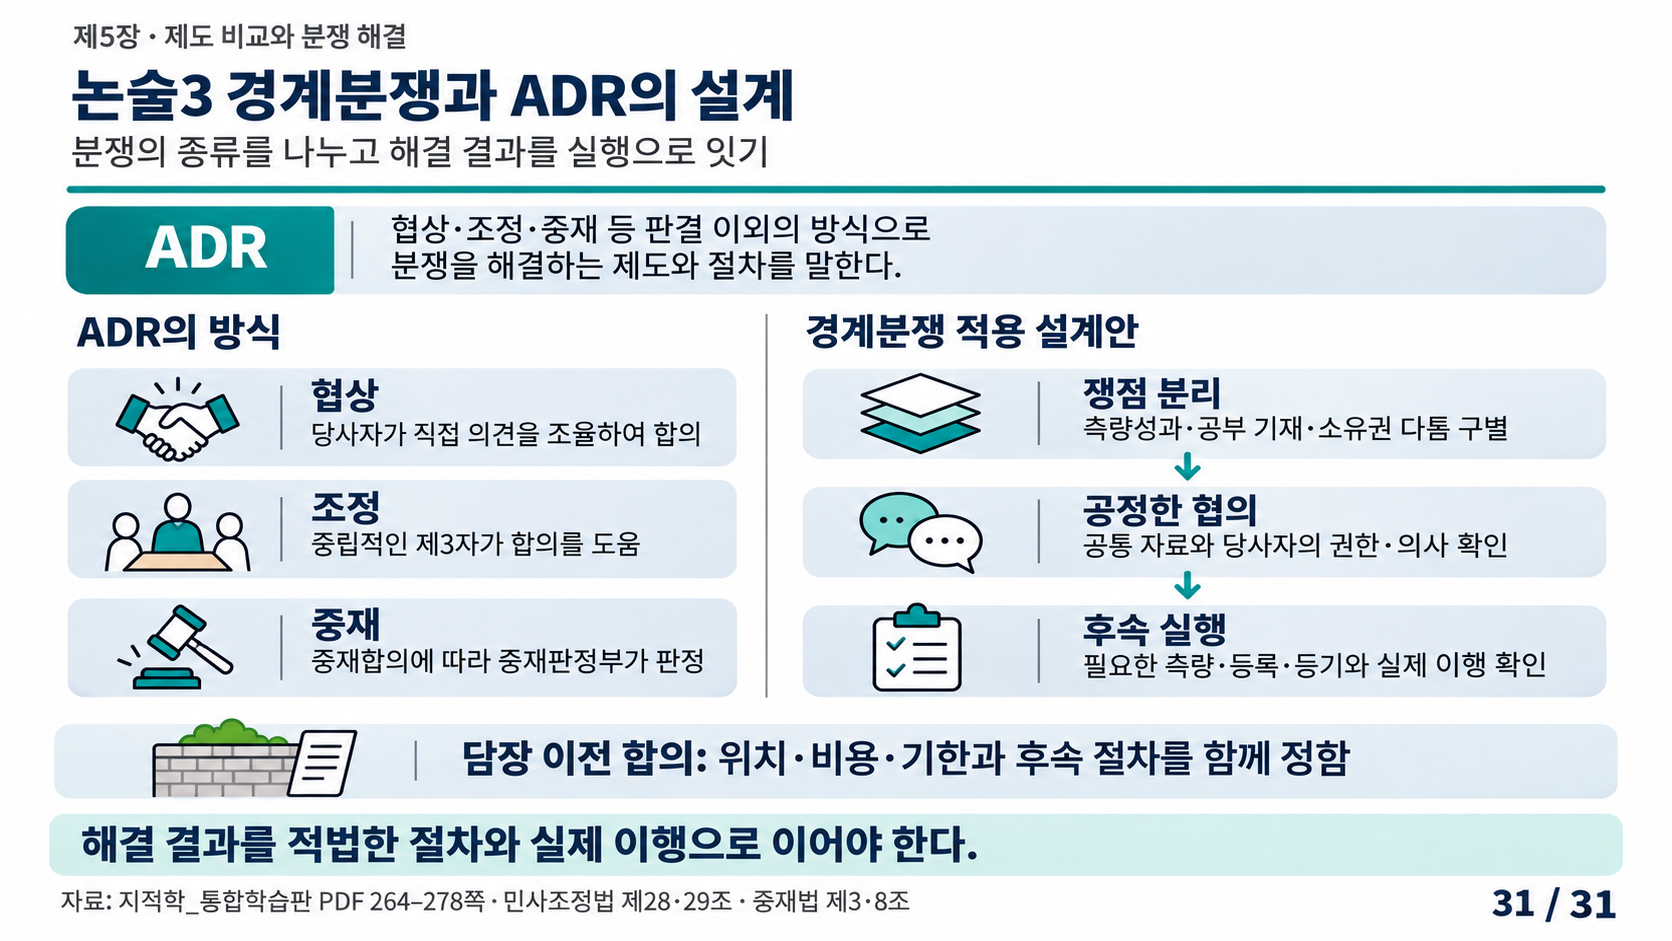 제5장 · 제도 비교와 분쟁 해결
논술3 경계분쟁과 ADR의 설계
분쟁의 종류를 나누고 해결 결과를 실행으로 잇기
ADR
협상·조정·중재 등 판결 이외의 방식으로
분쟁을 해결하는 제도와 절차를 말한다.
ADR의 방식
협상
당사자가 직접 의견을 조율하여 합의
조정
중립적인 제3자가 합의를 도움
중재
중재합의에 따라 중재판정부가 판정
경계분쟁 적용 설계안
쟁점 분리
측량성과·공부 기재·소유권 다툼 구별
공정한 협의
공통 자료와 당사자의 권한·의사 확인
후속 실행
필요한 측량·등록·등기와 실제 이행 확인
담장 이전 합의: 위치·비용·기한과 후속 절차를 함께 정함
해결 결과를 적법한 절차와 실제 이행으로 이어야 한다.
자료: 지적학_통합학습판 PDF 264–278쪽 · 민사조정법 제28·29조 · 중재법 제3·8조
31 / 31